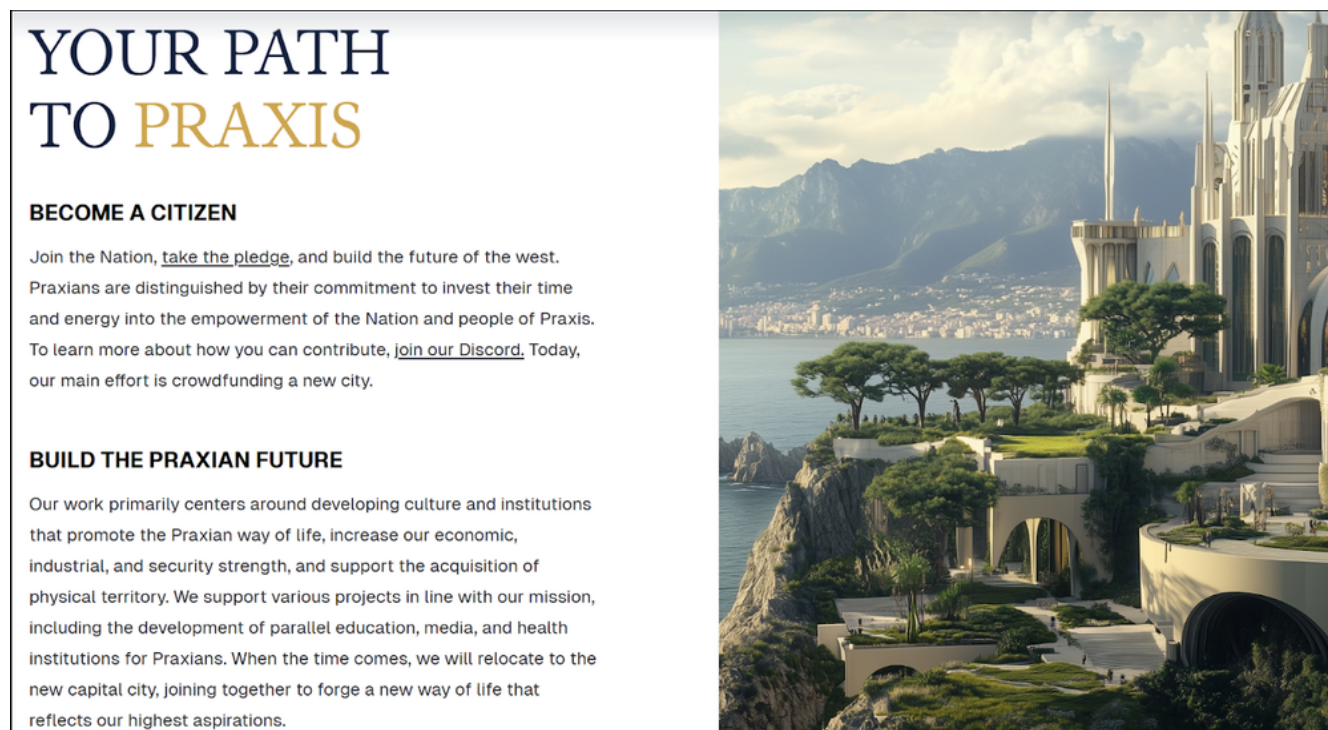 YOUR PATH
TO PRAXIS
BECOME A CITIZEN
Join the Nation, take the pledge, and build the future of the west.
Praxians are distinguished by their commitment to invest their time
and energy into the empowerment of the Nation and people of Praxis.
To learn more about how you can contribute, join our Discord. Today,
our main effort is crowdfunding a new city.
BUILD THE PRAXIAN FUTURE
Our work primarily centers around developing culture and institutions
that promote the Praxian way of life, increase our economic,
industrial, and security strength, and support the acquisition of
physical territory. We support various projects in line with our mission,
including the development of parallel education, media, and health
institutions for Praxians. When the time comes, we will relocate to the
new capital city, joining together to forge a new way of life that
reflects our highest aspirations.